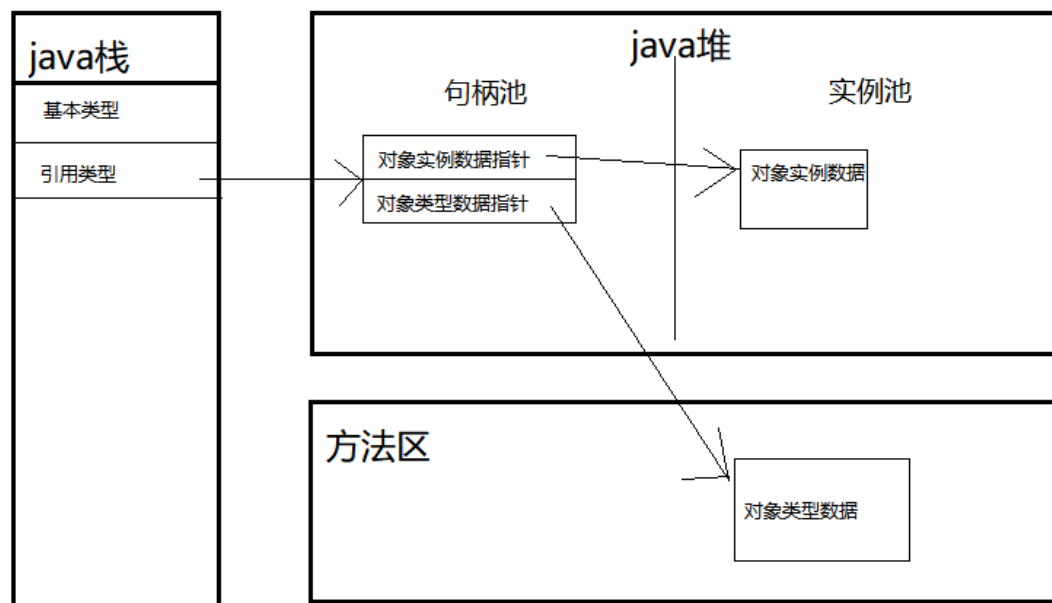 java栈
基本类型
引用类型
java堆
句柄池
实例池
对象实例数据指针
对象类型数据指针
对象实例数据
方法区
对象类型数据